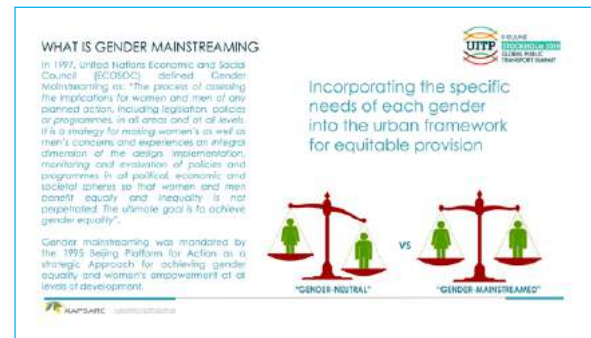 WHAT IS GENDER MAINSTREAMING
In 1997, United Nations Economic and Social
Council (ECOSOC) defined Gender
Mainstreaming as: "The process of assessing
the implications for women and men of any
planned action, including legislation, policies
or programmes, in all areas and at all levels.
It is a strategy for making women's as well as
men's concerns and experiences an integral
dimension of the design, implementation,
monitoring and evaluation of policies and
programmes in all political, economic and
societal spheres so that women and men
benefit equally and inequality is not
perpetrated. The ultimate goal is to achieve
gender equality".
Gender mainstreaming was mandated by
the 1995 Beijing Platform for Action as a
strategic Approach for achieving gender
equality and women's empowerment at all
levels of development.
UITP
JUNE
STOCKHOLM 2019
GLOBAL PUBLIC
TRANSPORT SUMMIT
Incorporating the specific
needs of each gender
into the urban framework
for equitable provision
VS
"GENDER-NEUTRAL"
"GENDER-MAINSTREAMED"
KAPSARC